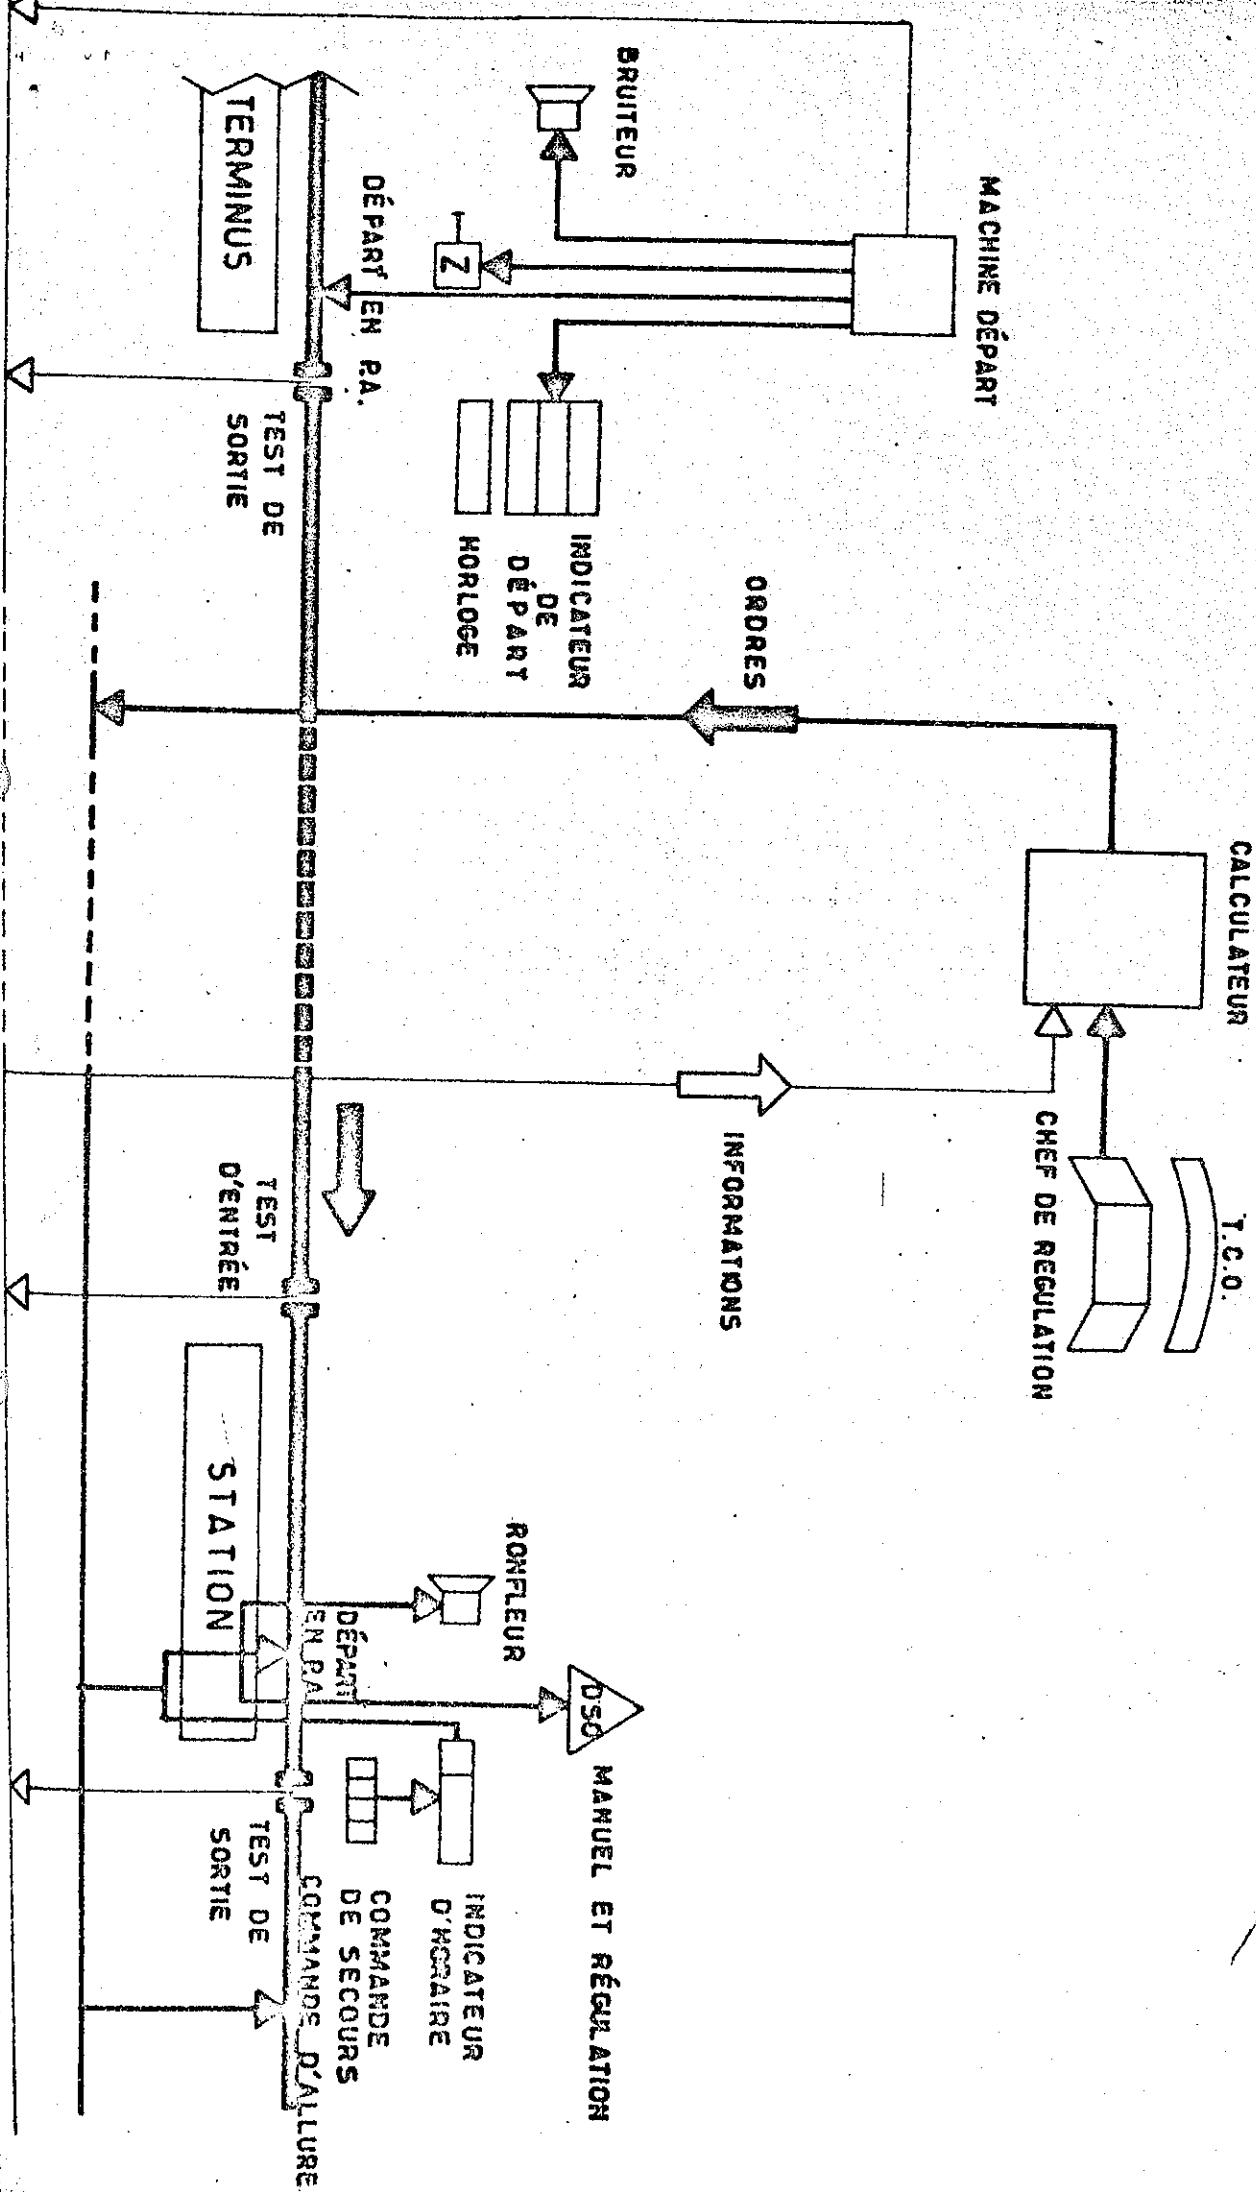 CALCULATEUR
T.C.O.
CHEF DE REGULATION
MACHINE DÉPART
ORDRES
INFORMATIONS
BRUITEUR
INDICATEUR
DE
DÉPART
HORLOGE
Z
DÉPART EN P.A.
TERMINUS
TEST DE
SORTIE
TEST
D'ENTRÉE
STATION
RONFLEUR
DÉPART
EN P.A
DSO
MANUEL ET RÉGULATION
INDICATEUR
D'HORAIRE
COMMANDE
DE SECOURS
COMMANDE D'ALLURE
TEST DE
SORTIE